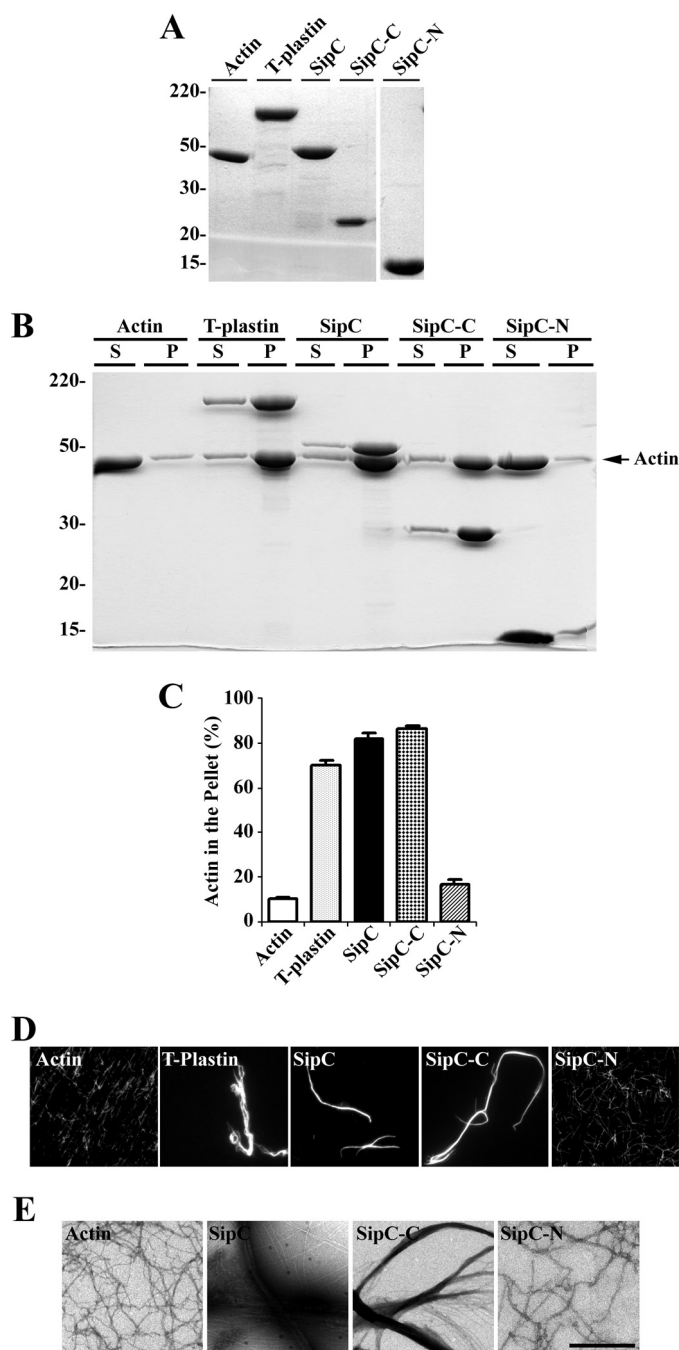 A
Actin T-plastin SipC SipC-C SipC-N
220-
50-
30-
20-
15-
B
Actin T-plastin SipC SipC-C SipC-N
S P S P S P S P S P
220-
50-
30-
20-
15-
Actin
C
Actin in the Pellet (%)
100
80
60
40
20
0
Actin T-plastin SipC SipC-C SipC-N
D
Actin T-Plastin SipC SipC-C SipC-N
E
Actin SipC SipC-C SipC-N